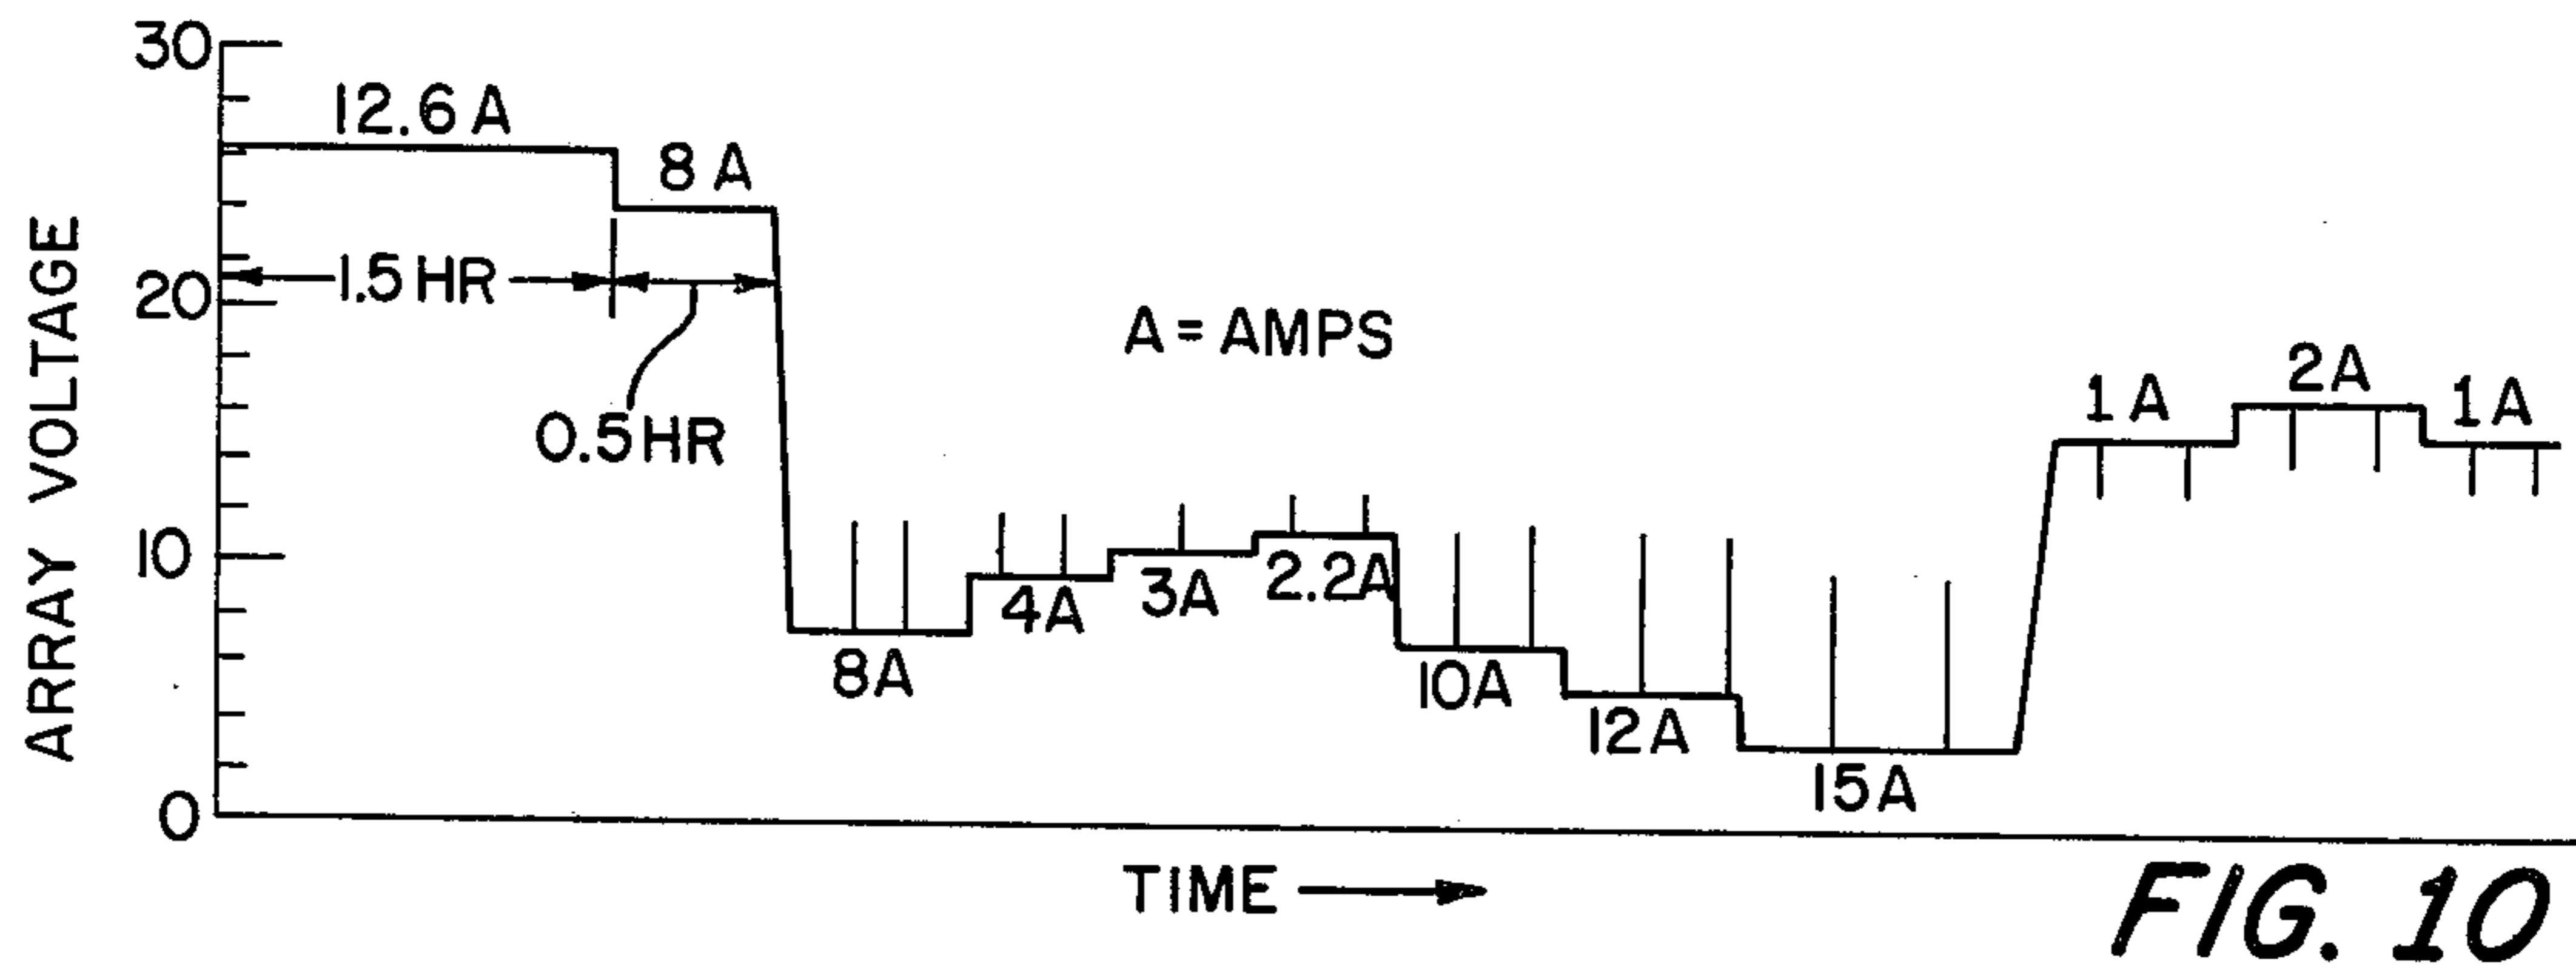 30
12.6 A
8 A
1.5 HR
20
A = AMPS
0.5 HR
1 A
2A
1 A
10
4A
3A
2.2A
8A
10A
12A
15A
0
ARRAY VOLTAGE
TIME
FIG. 10